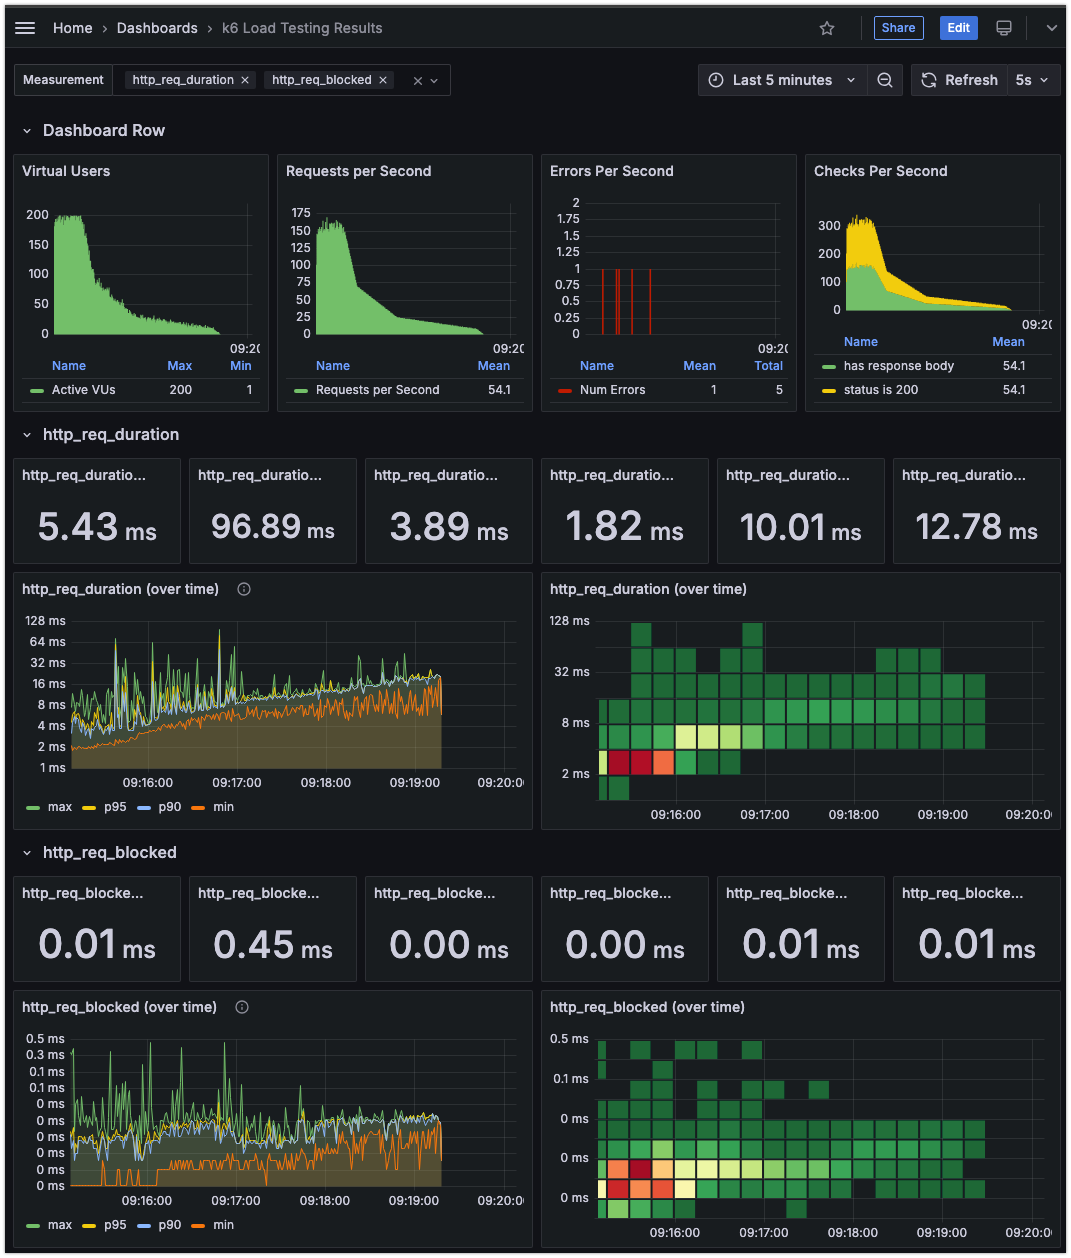 Home › Dashboards › k6 Load Testing Results
Share
Edit
Measurement
http_req_duration ×
http_req_blocked ×
Last 5 minutes
Refresh
5s
Dashboard Row
Virtual Users
200
150
100
50
0
09:20
Name Max Min
Active VUs 200 1
Requests per Second
175
150
125
100
75
50
25
0
09:20
Name Mean
Requests per Second 54.1
Errors Per Second
2
1.75
1.5
1.25
1
0.75
0.5
0.25
0
09:20
Name Mean Total
Num Errors 1 5
Checks Per Second
300
200
100
0
09:20
Name Mean
has response body 54.1
status is 200 54.1
http_req_duration
http_req_duratio...
5.43 ms
http_req_duratio...
96.89 ms
http_req_duratio...
3.89 ms
http_req_duratio...
1.82 ms
http_req_duratio...
10.01 ms
http_req_duratio...
12.78 ms
http_req_duration (over time)
128 ms
64 ms
32 ms
16 ms
8 ms
4 ms
2 ms
1 ms
09:16:00 09:17:00 09:18:00 09:19:00 09:20:00
max p95 p90 min
http_req_duration (over time)
128 ms
32 ms
8 ms
2 ms
09:16:00 09:17:00 09:18:00 09:19:00 09:20:00
http_req_blocked
http_req_blocke...
0.01 ms
http_req_blocke...
0.45 ms
http_req_blocke...
0.00 ms
http_req_blocke...
0.00 ms
http_req_blocke...
0.01 ms
http_req_blocke...
0.01 ms
http_req_blocked (over time)
0.5 ms
0.3 ms
0.1 ms
0.1 ms
0 ms
0 ms
0 ms
0 ms
0 ms
0 ms
09:16:00 09:17:00 09:18:00 09:19:00 09:20:00
max p95 p90 min
http_req_blocked (over time)
0.5 ms
0.1 ms
0 ms
0 ms
0 ms
09:16:00 09:17:00 09:18:00 09:19:00 09:20:00